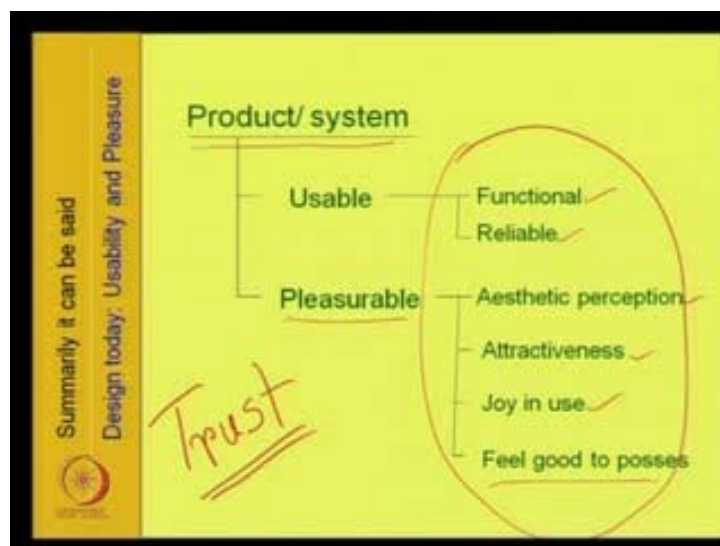 Summarily it can be said
Design today: Usability and Pleasure
Product/ system
Usable
Functional
Reliable
Pleasurable
Aesthetic perception
Attractiveness
Joy in use
Feel good to posses
Trust